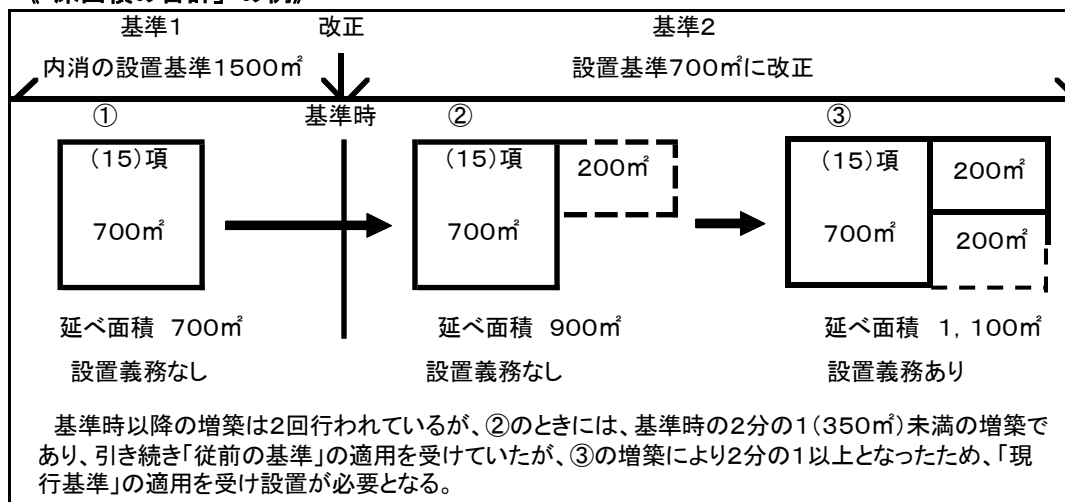 《「床面積の合計」の例》
基準1 改正 基準2
内消の設置基準1500㎡ 設置基準700㎡に改正
① 基準時 ② ③
(15)項 (15)項 200㎡ (15)項 200㎡
700㎡ 700㎡ 700㎡ 200㎡
延べ面積 700㎡ 延べ面積 900㎡ 延べ面積 1,100㎡
設置義務なし 設置義務なし 設置義務あり
基準時以降の増築は2回行われているが、②のときには、基準時の2分の1(350㎡)未満の増築で
あり、引き続き「従前の基準」の適用を受けていたが、③の増築により2分の1以上となったため、「現
行基準」の適用を受け設置が必要となる。